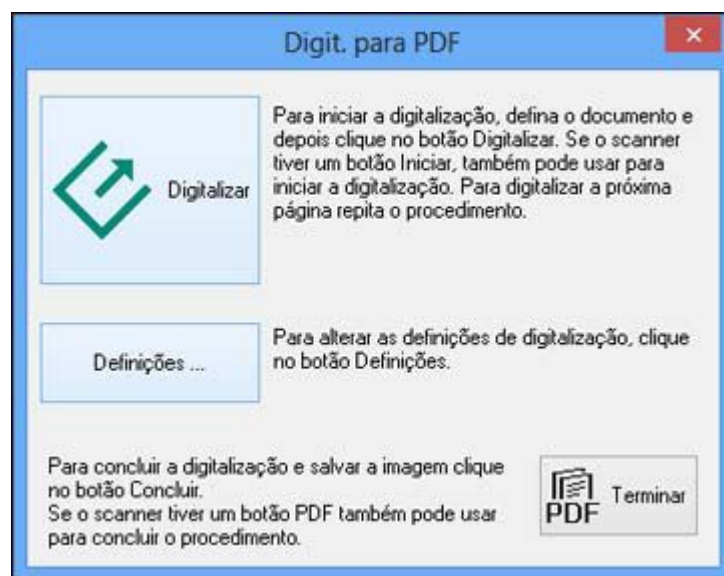 Digit. para PDF
Digitalizar
Para iniciar a digitalização, defina o documento e
depois clique no botão Digitalizar. Se o scanner
tiver um botão Iniciar, também pode usar para
iniciar a digitalização. Para digitalizar a próxima
página repita o procedimento.
Definições ...
Para alterar as definições de digitalização, clique
no botão Definições.
Para concluir a digitalização e salvar a imagem clique
no botão Concluir.
Se o scanner tiver um botão PDF também pode usar
para concluir o procedimento.
PDF
Terminar